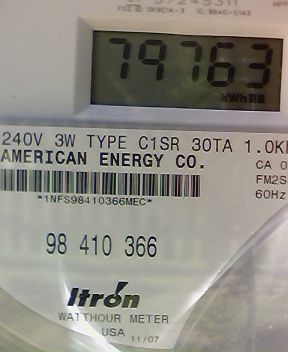 79763
kWh
240V 3W TYPE C1SR 30TA 1.0K
AMERICAN ENERGY CO.
CA 0
FM2S
60Hz
*1NFS98410366MEC*
98 410 366
Itrón
WATTHOUR METER
USA 11/07